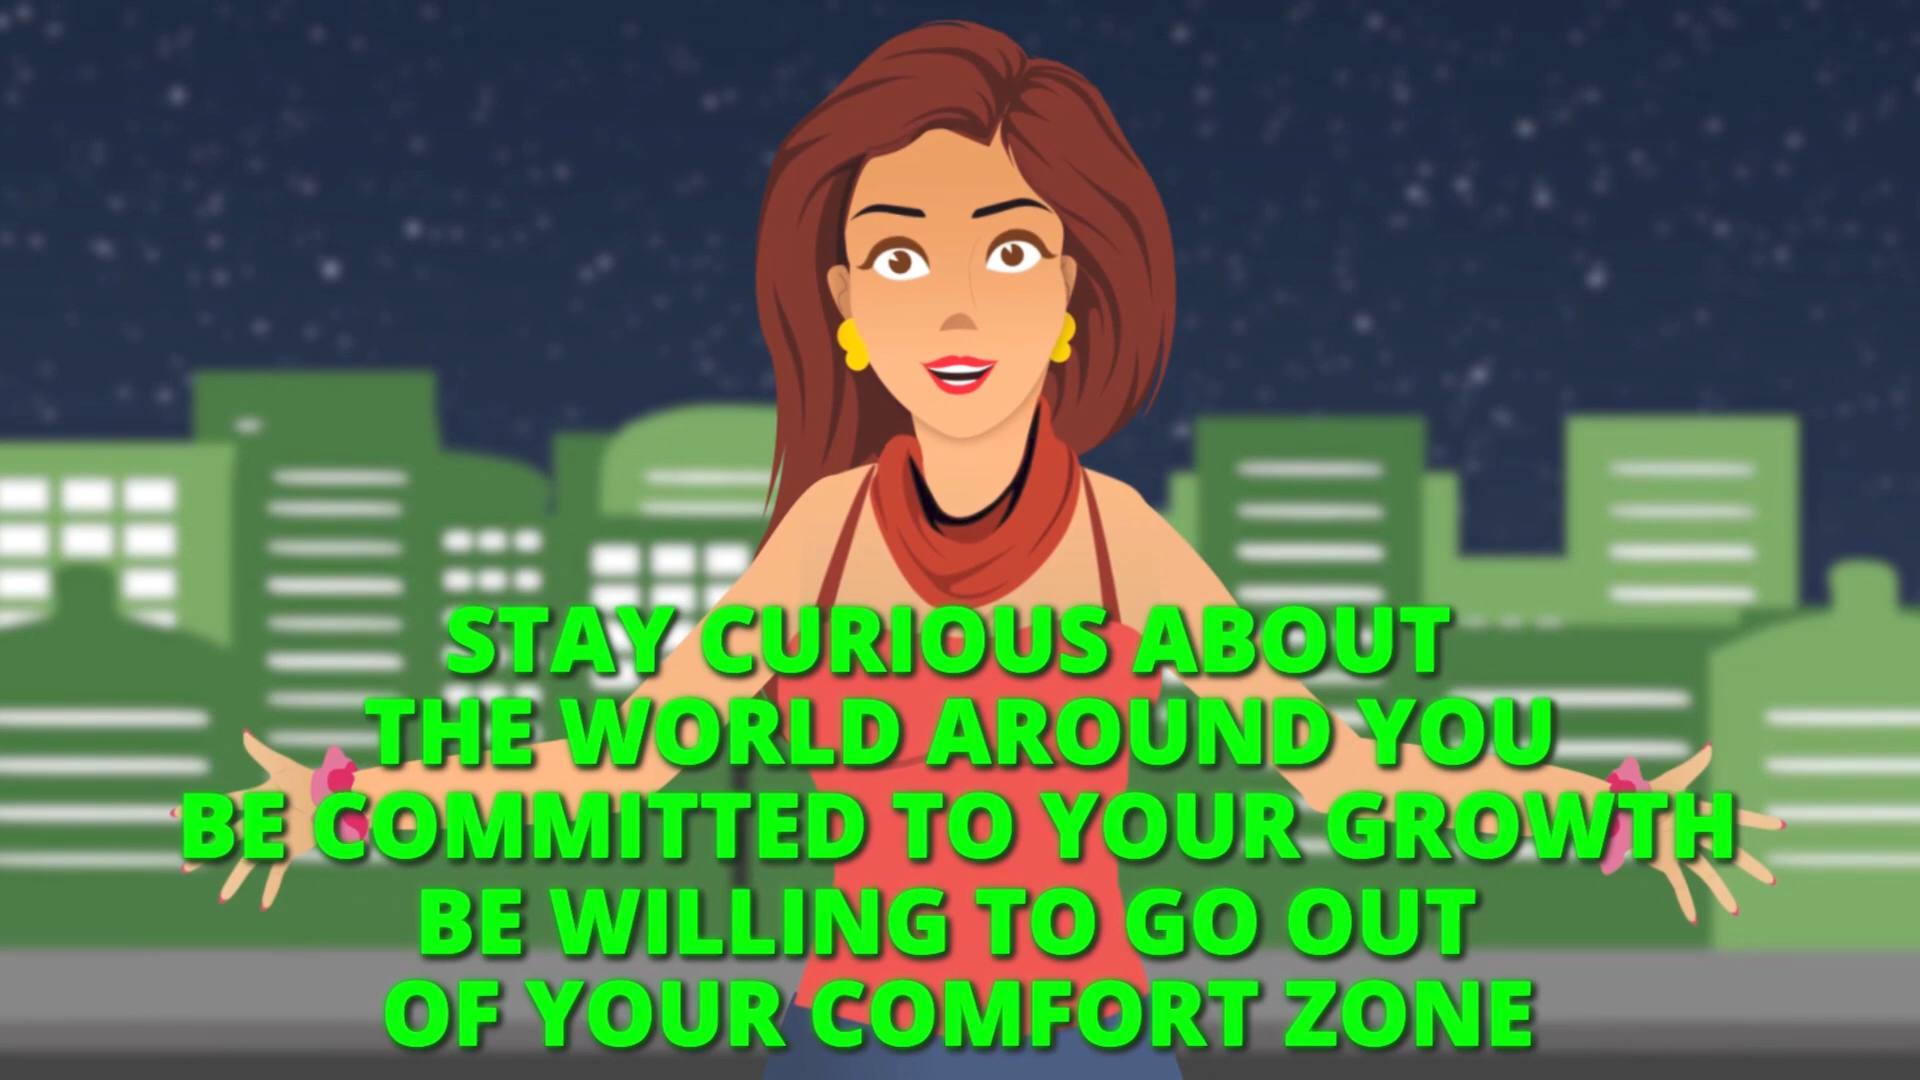 STAY CURIOUS ABOUT
THE WORLD AROUND YOU
BE COMMITTED TO YOUR GROWTH
BE WILLING TO GO OUT
OF YOUR COMFORT ZONE